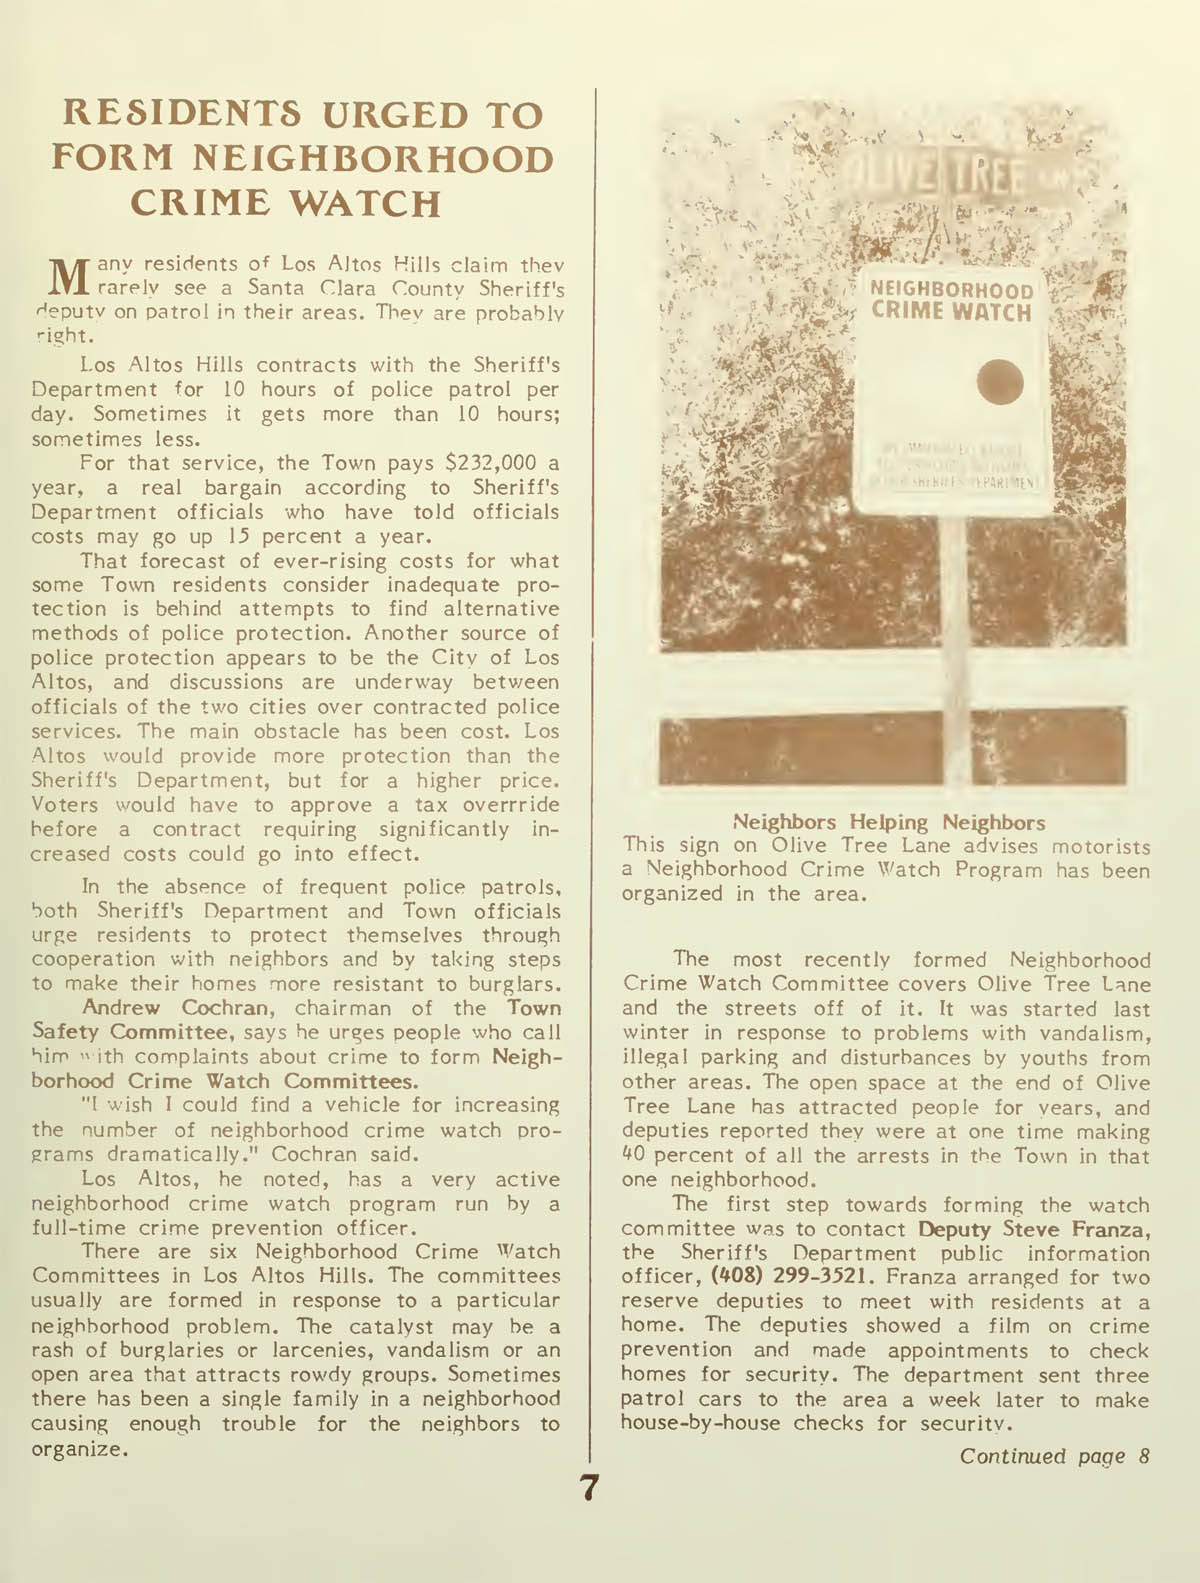 RESIDENTS URGED TO
FORM NEIGHBORHOOD
CRIME WATCH
Many residents of Los Altos Hills claim they
rarely see a Santa Clara County Sheriff's
deputy on patrol in their areas. They are probably
right.
Los Altos Hills contracts with the Sheriff's
Department for 10 hours of police patrol per
day. Sometimes it gets more than 10 hours;
sometimes less.
For that service, the Town pays $232,000 a
year, a real bargain according to Sheriff's
Department officials who have told officials
costs may go up 15 percent a year.
That forecast of ever-rising costs for what
some Town residents consider inadequate pro-
tection is behind attempts to find alternative
methods of police protection. Another source of
police protection appears to be the City of Los
Altos, and discussions are underway between
officials of the two cities over contracted police
services. The main obstacle has been cost. Los
Altos would provide more protection than the
Sheriff's Department, but for a higher price.
Voters would have to approve a tax overrride
before a contract requiring significantly in-
creased costs could go into effect.
In the absence of frequent police patrols,
both Sheriff's Department and Town officials
urge residents to protect themselves through
cooperation with neighbors and by taking steps
to make their homes more resistant to burglars.
Andrew Cochran, chairman of the Town
Safety Committee, says he urges people who call
him with complaints about crime to form Neigh-
borhood Crime Watch Committees.
"I wish I could find a vehicle for increasing
the number of neighborhood crime watch pro-
grams dramatically." Cochran said.
Los Altos, he noted, has a very active
neighborhood crime watch program run by a
full-time crime prevention officer.
There are six Neighborhood Crime Watch
Committees in Los Altos Hills. The committees
usually are formed in response to a particular
neighborhood problem. The catalyst may be a
rash of burglaries or larcenies, vandalism or an
open area that attracts rowdy groups. Sometimes
there has been a single family in a neighborhood
causing enough trouble for the neighbors to
organize.
OLIVE TREE LN
NEIGHBORHOOD
CRIME WATCH
SHERIFF'S DEPARTMENT
Neighbors Helping Neighbors
This sign on Olive Tree Lane advises motorists
a Neighborhood Crime Watch Program has been
organized in the area.
The most recently formed Neighborhood
Crime Watch Committee covers Olive Tree Lane
and the streets off of it. It was started last
winter in response to problems with vandalism,
illegal parking and disturbances by youths from
other areas. The open space at the end of Olive
Tree Lane has attracted people for years, and
deputies reported they were at one time making
40 percent of all the arrests in the Town in that
one neighborhood.
The first step towards forming the watch
committee was to contact Deputy Steve Franza,
the Sheriff's Department public information
officer, (408) 299-3521. Franza arranged for two
reserve deputies to meet with residents at a
home. The deputies showed a film on crime
prevention and made appointments to check
homes for security. The department sent three
patrol cars to the area a week later to make
house-by-house checks for security.
Continued page 8
7